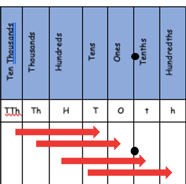 Ten Thousands
Thousands
Hundreds
Tens
Ones
Tenths
Hundredths
TTh Th H T O t h